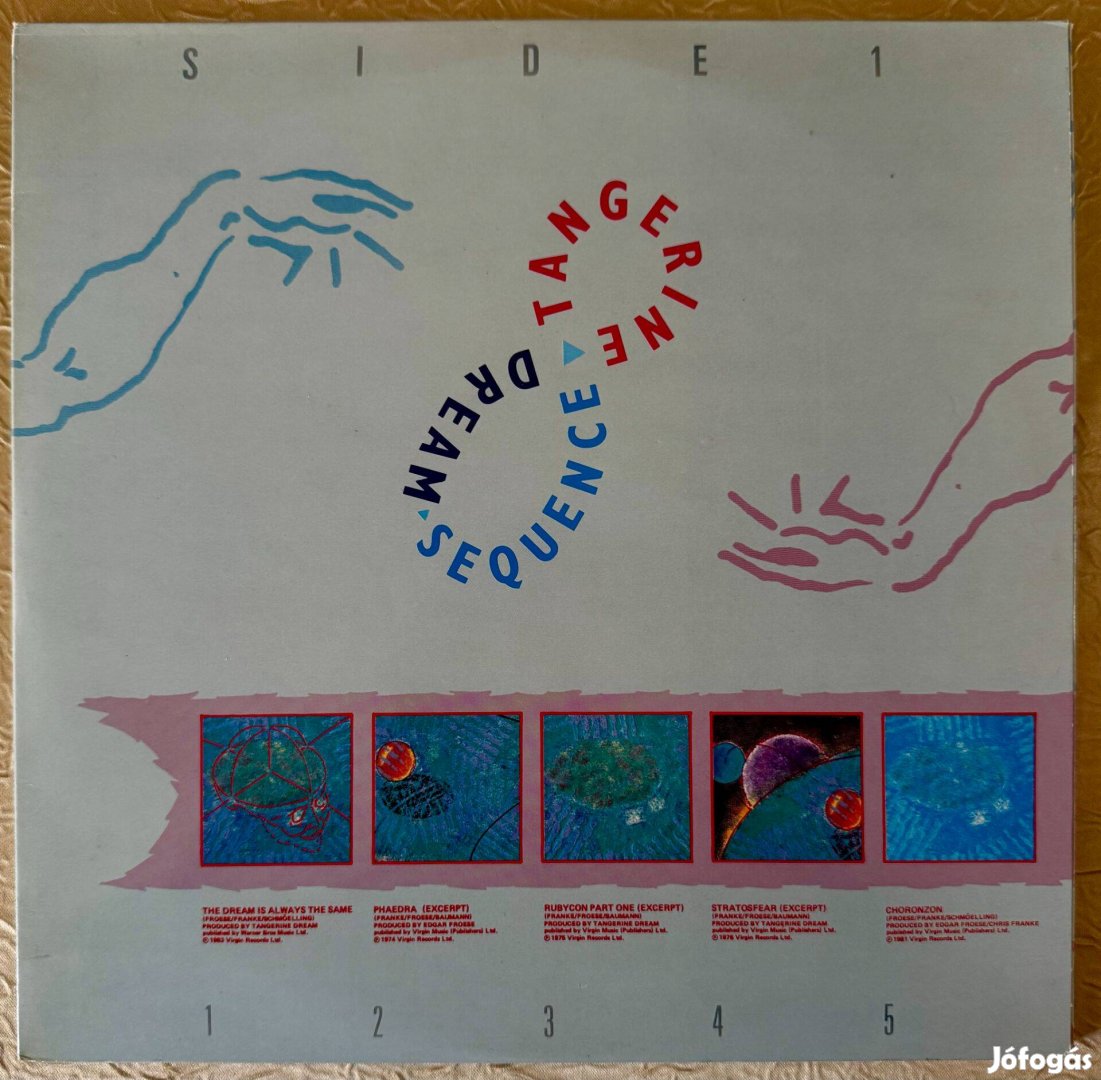 SIDE 1
TANGERINE
DREAM
SEQUENCE
THE DREAM IS ALWAYS THE SAME
(FROESE/FRANKE/SCHMÖELLING)
PRODUCED BY TANGERINE DREAM
published by Warner Bros Music Ltd.
℗ 1983 Virgin Records Ltd.
PHAEDRA (EXCERPT)
(FRANKE/FROESE/BAUMANN)
PRODUCED BY EDGAR FROESE
published by Virgin Music (Publishers) Ltd.
℗ 1974 Virgin Records Ltd.
RUBYCON PART ONE (EXCERPT)
(FRANKE/FROESE/BAUMANN)
PRODUCED BY TANGERINE DREAM
published by Virgin Music (Publishers) Ltd.
℗ 1975 Virgin Records Ltd.
STRATOSFEAR (EXCERPT)
(FRANKE/FROESE/BAUMANN)
PRODUCED BY TANGERINE DREAM
published by Virgin Music (Publishers) Ltd.
℗ 1976 Virgin Records Ltd.
CHORONZON
(FROESE/FRANKE/SCHMÖELLING)
PRODUCED BY EDGAR FROESE/CHRIS FRANKE
published by Virgin Music (Publishers) Ltd.
℗ 1981 Virgin Records Ltd.
1 2 3 4 5
Jófogás